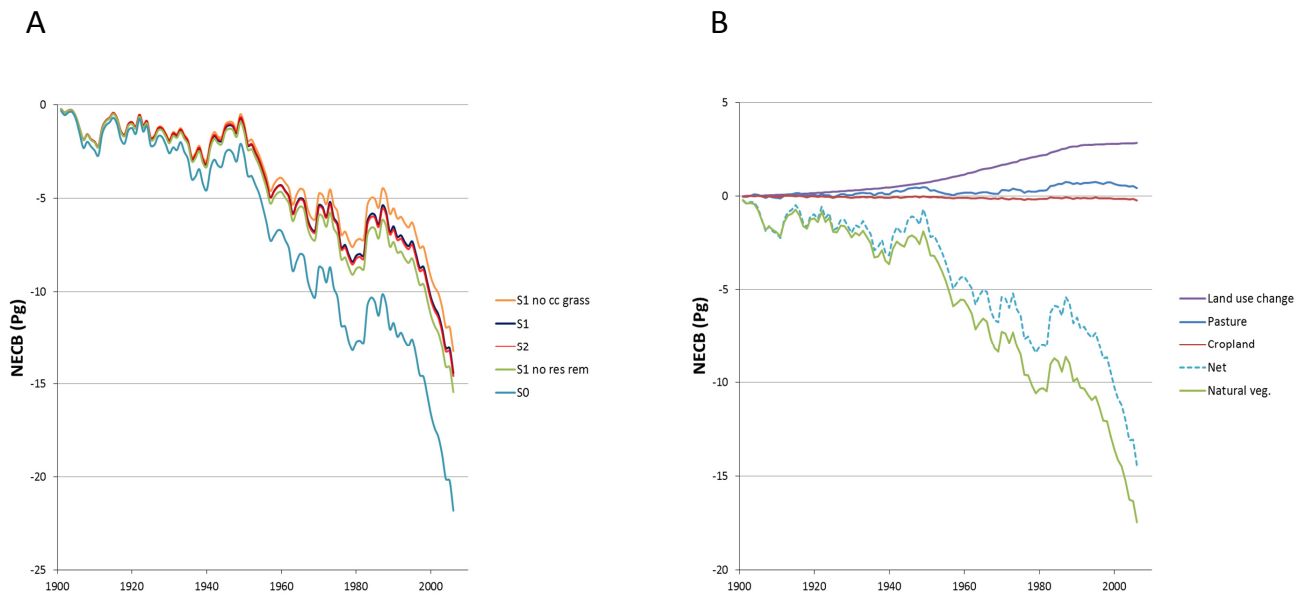 A
NECB (Pg)
0
-5
-10
-15
-20
-25
1900
1920
1940
1960
1980
2000
S1 no cc grass
S1
S2
S1 no res rem
S0
B
NECB (Pg)
5
0
-5
-10
-15
-20
1900
1920
1940
1960
1980
2000
Land use change
Pasture
Cropland
Net
Natural veg.